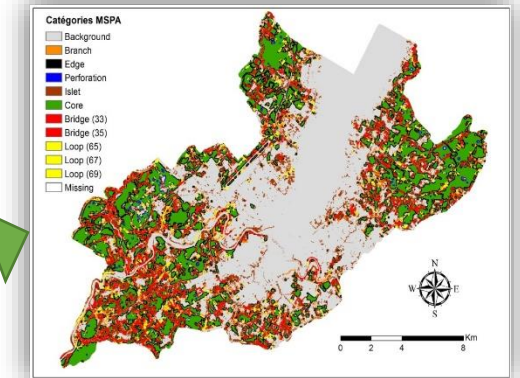 Catégories MSPA
Background
Branch
Edge
Perforation
Islet
Core
Bridge (33)
Bridge (35)
Loop (65)
Loop (67)
Loop (69)
Missing
N
W
E
S
Km
0 2 4 8